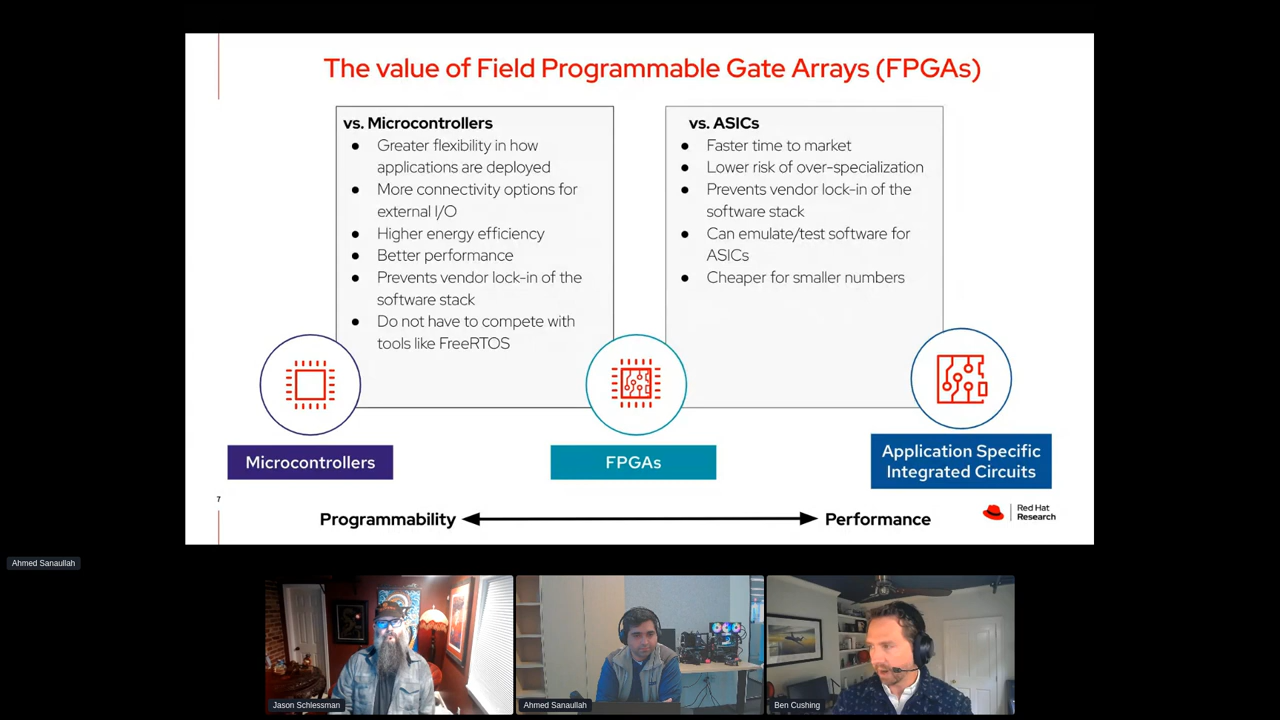 The value of Field Programmable Gate Arrays (FPGAs)
vs. Microcontrollers
● Greater flexibility in how
applications are deployed
● More connectivity options for
external I/O
● Higher energy efficiency
● Better performance
● Prevents vendor lock-in of the
software stack
● Do not have to compete with
tools like FreeRTOS
vs. ASICs
● Faster time to market
● Lower risk of over-specialization
● Prevents vendor lock-in of the
software stack
● Can emulate/test software for
ASICs
● Cheaper for smaller numbers
Microcontrollers
FPGAs
Application Specific
Integrated Circuits
7
Programmability
Performance
Red Hat
Research
Ahmed Sanaullah
Jason Schlessman
Ahmed Sanaullah
Ben Cushing